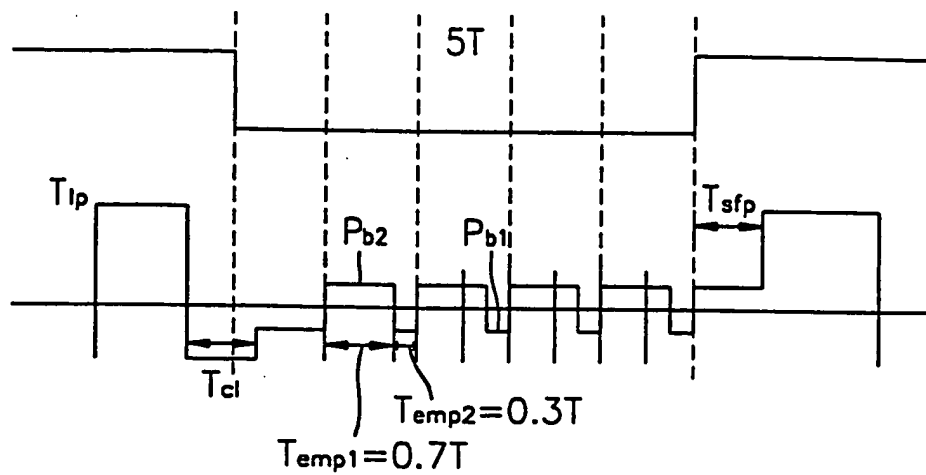 5T
Tlp
Tsfp
Pb2
Pb1
Tcl
Temp2=0.3T
Temp1=0.7T